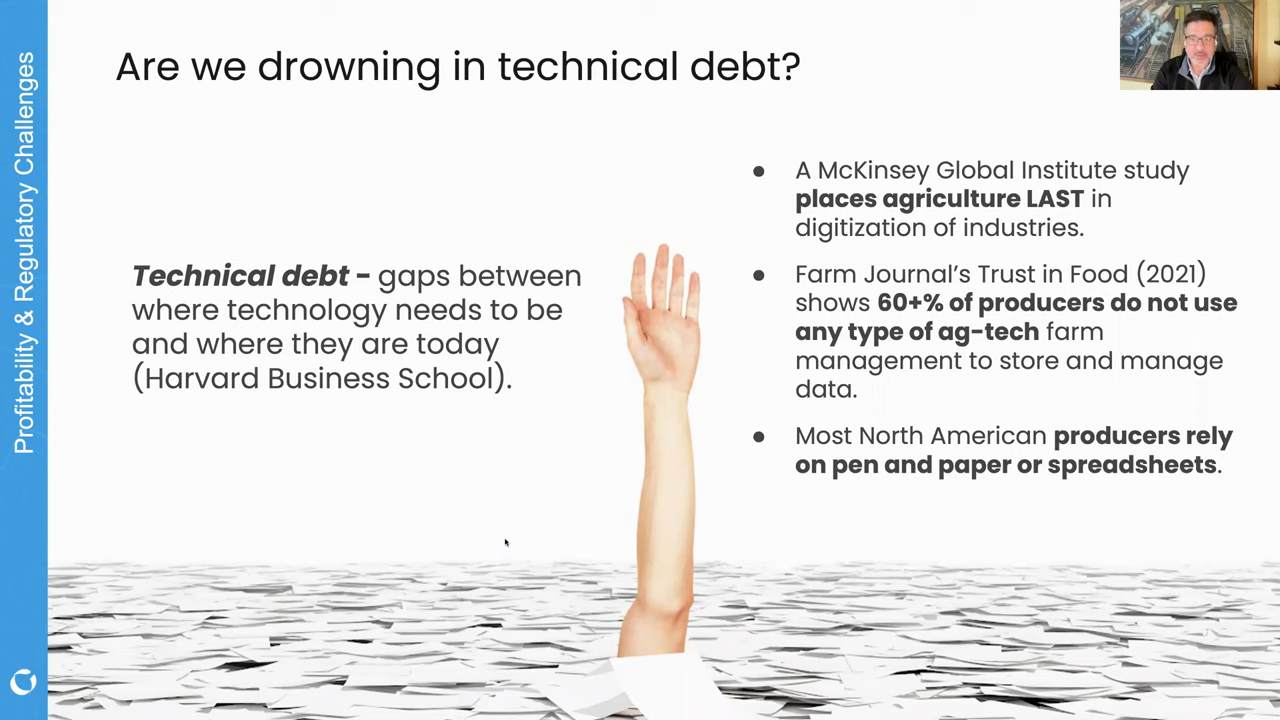 Profitability & Regulatory Challenges
Are we drowning in technical debt?
Technical debt – gaps between
where technology needs to be
and where they are today
(Harvard Business School).
● A McKinsey Global Institute study
places agriculture LAST in
digitization of industries.
● Farm Journal’s Trust in Food (2021)
shows 60+% of producers do not use
any type of ag-tech farm
management to store and manage
data.
● Most North American producers rely
on pen and paper or spreadsheets.